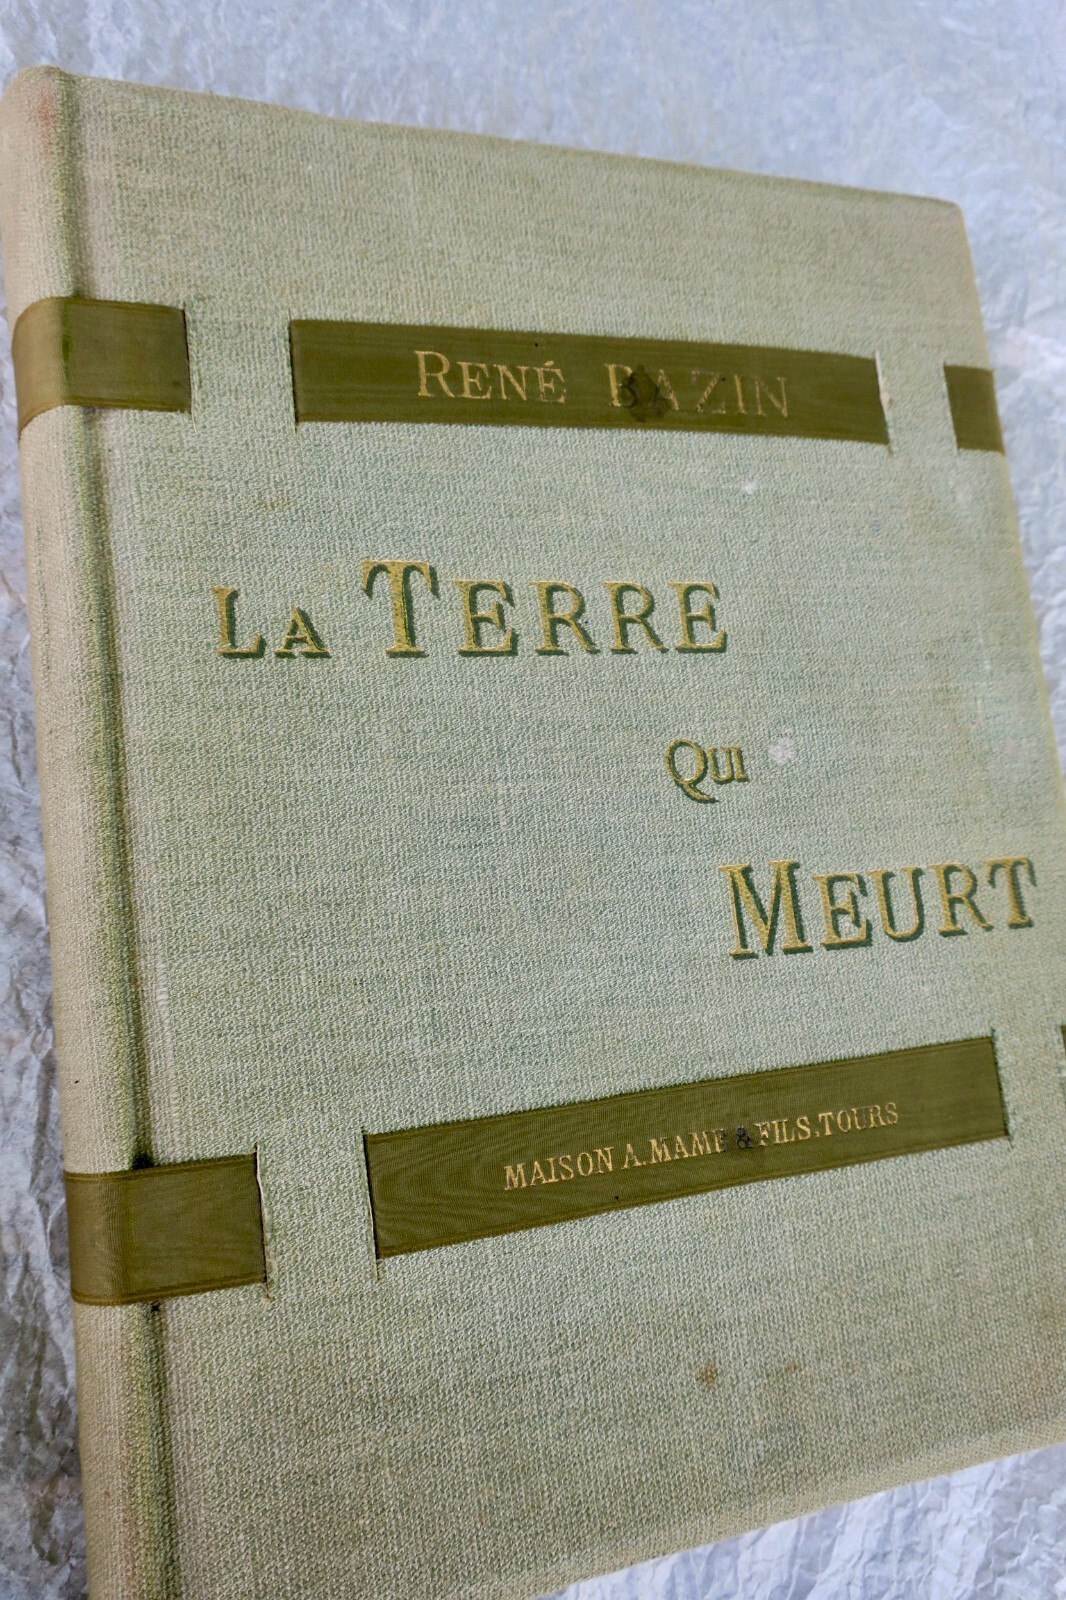 RENÉ BAZIN
LA TERRE
QUI
MEURT
MAISON A. MAME & FILS. TOURS